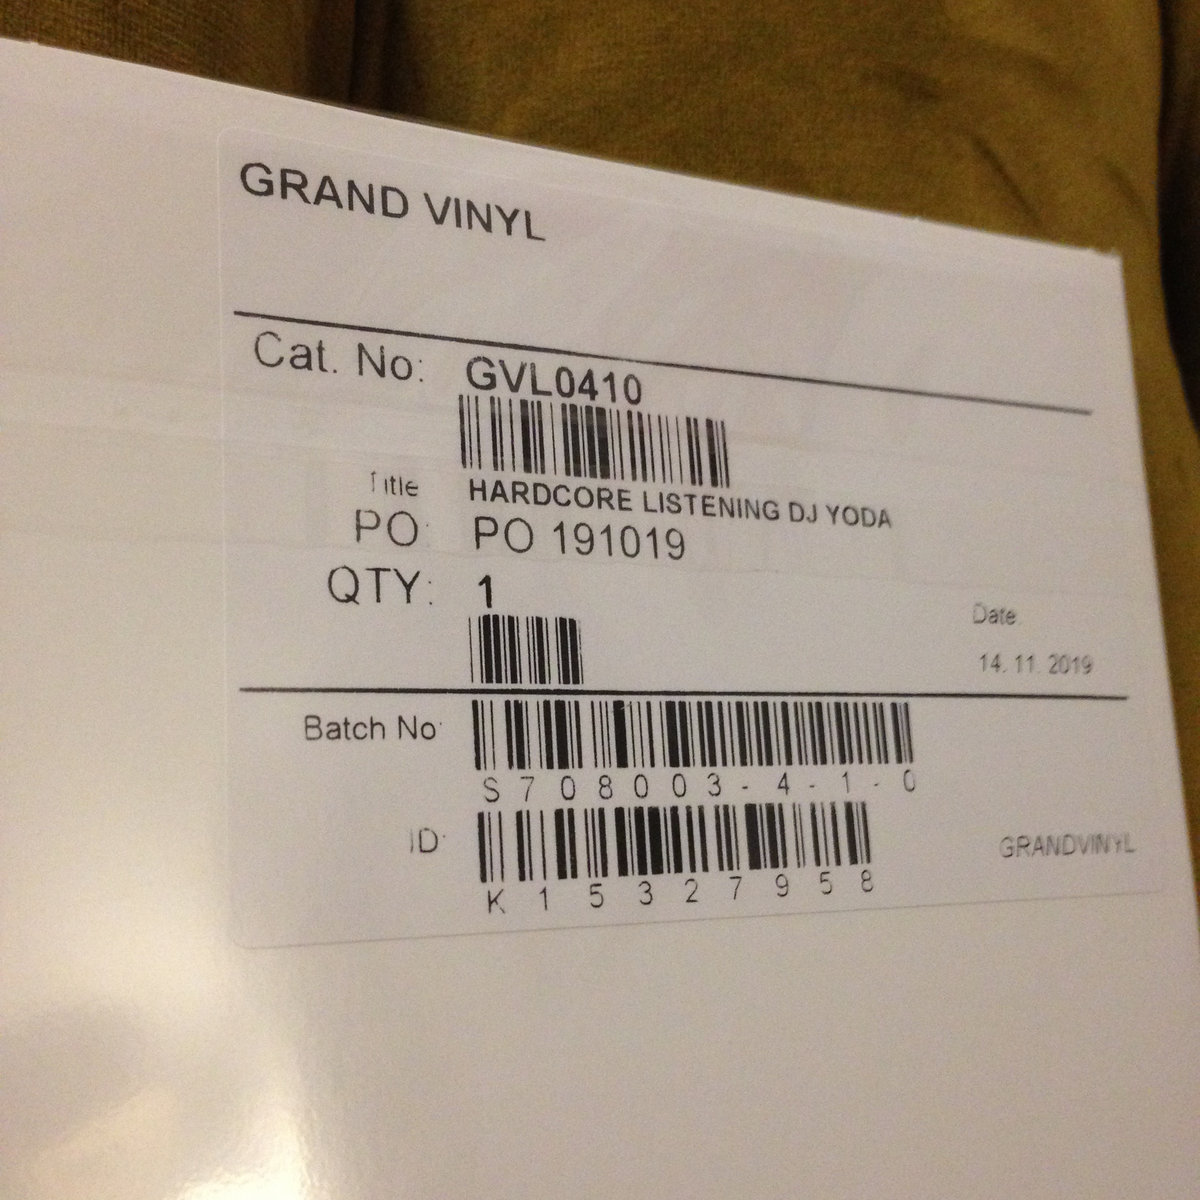 GRAND VINYL
Cat. No: GVL0410
Title HARDCORE LISTENING DJ YODA
PO: PO 191019
QTY: 1
Date
14. 11. 2019
Batch No:
S708003-4-1-0
ID:
K15327958
GRANDVINYL